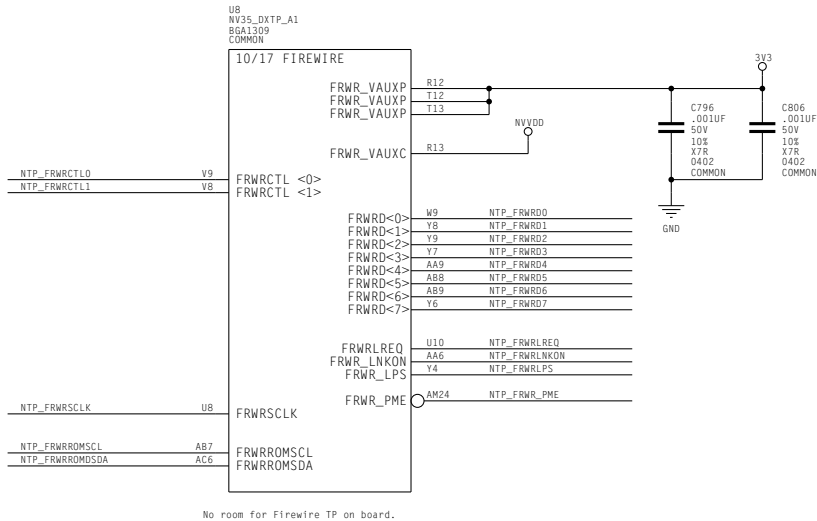 U8
NV35_DXTP_A1
BGA1309
COMMON
10/17 FIREWIRE
FRWR_VAUXP R12
FRWR_VAUXP T12
FRWR_VAUXP T13
3V3
NVVDD
FRWR_VAUXC R13
C796
.001UF
50V
10%
X7R
0402
COMMON
C806
.001UF
50V
10%
X7R
0402
COMMON
GND
NTP_FRWRCTL0 V9 FRWRCTL <0>
NTP_FRWRCTL1 V8 FRWRCTL <1>
FRWRD<0> W9 NTP_FRWRD0
FRWRD<1> Y8 NTP_FRWRD1
FRWRD<2> Y9 NTP_FRWRD2
FRWRD<3> Y7 NTP_FRWRD3
FRWRD<4> AA9 NTP_FRWRD4
FRWRD<5> AB8 NTP_FRWRD5
FRWRD<6> AB9 NTP_FRWRD6
FRWRD<7> Y6 NTP_FRWRD7
FRWRLREQ U10 NTP_FRWRLREQ
FRWR_LNKON AA6 NTP_FRWRLNKON
FRWR_LPS Y4 NTP_FRWRLPS
FRWR_PME AM24 NTP_FRWR_PME
NTP_FRWRSCLK U8 FRWRSCLK
NTP_FRWRROMSCL AB7 FRWRROMSCL
NTP_FRWRROMDSDA AC6 FRWRROMSDA
No room for Firewire TP on board.